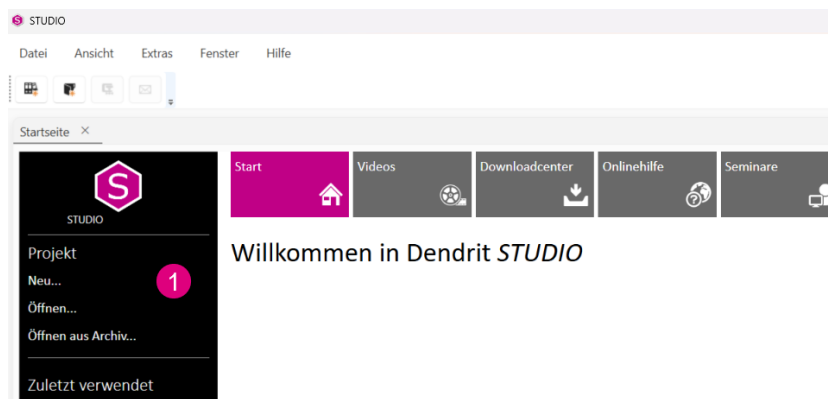 STUDIO
Datei Ansicht Extras Fenster Hilfe
Startseite
Start Videos Downloadcenter Onlinehilfe Seminare
S
STUDIO
Willkommen in Dendrit STUDIO
Projekt
Neu... 1
Öffnen...
Öffnen aus Archiv...
Zuletzt verwendet